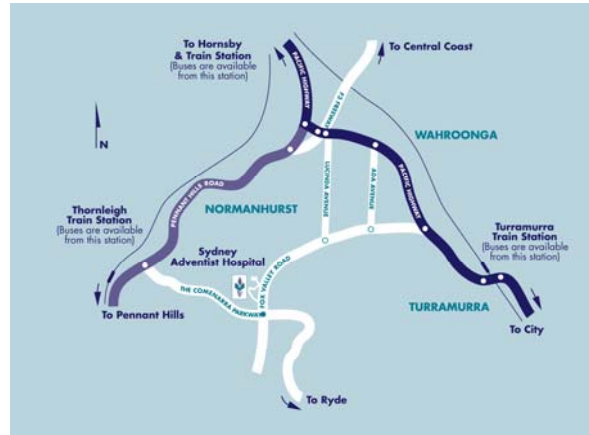 To Hornsby
& Train Station
(Buses are available
from this station)
To Central Coast
PACIFIC HIGHWAY
F3 FREEWAY
N
WAHROONGA
PENNANT HILLS ROAD
LUCINDA AVENUE
ADA AVENUE
PACIFIC HIGHWAY
Thornleigh
Train Station
(Buses are available
from this station)
NORMANHURST
Turramurra
Train Station
(Buses are available
from this station)
Sydney
Adventist Hospital
FOX VALLEY ROAD
THE COMENARRA PARKWAY
To Pennant Hills
TURRAMURRA
To City
To Ryde